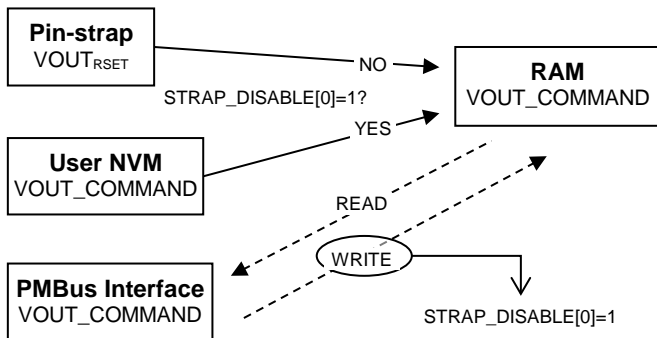 Pin-strap
VOUTRSET
NO
RAM
VOUT_COMMAND
STRAP_DISABLE[0]=1?
YES
User NVM
VOUT_COMMAND
READ
WRITE
PMBus Interface
VOUT_COMMAND
STRAP_DISABLE[0]=1